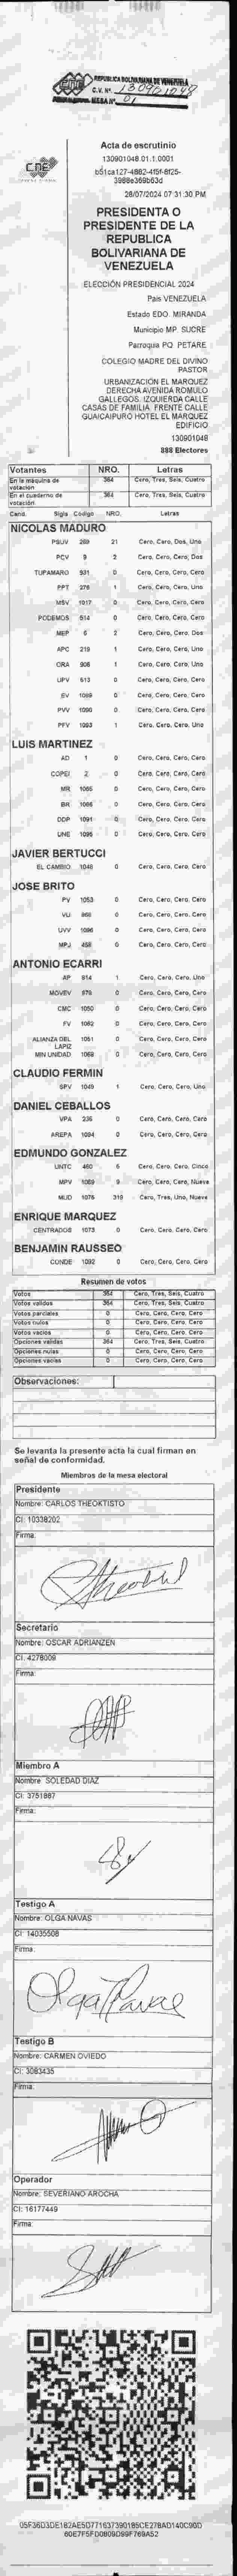 REPUBLICA BOLIVARIANA DE VENEZUELA
C.V. Nº 130901048
MESA Nº 01
CNE
Acta de escrutinio
130901048.01.1.0001
28/07/2024 07:31:30 PM
PRESIDENTA O
PRESIDENTE DE LA
REPUBLICA
BOLIVARIANA DE
VENEZUELA
ELECCIÓN PRESIDENCIAL 2024
Pais VENEZUELA
Estado EDO. MIRANDA
Municipio MP. SUCRE
Parroquia PQ. PETARE
COLEGIO MADRE DEL DIVINO
PASTOR
URBANIZACIÓN EL MARQUEZ
DERECHA AVENIDA ROMULO
GALLEGOS. IZQUIERDA CALLE
CASAS DE FAMILIA. FRENTE CALLE
GUAICAIPURO HOTEL EL MARQUEZ
EDIFICIO
130901048
888 Electores
Votantes NRO. Letras
En la máquina de votación 364 Cero, Tres, Seis, Cuatro
En el cuaderno de votación 364 Cero, Tres, Seis, Cuatro
Cand. Sigla Codigo NRO. Letras
NICOLAS MADURO
PSUV 269 21 Cero, Cero, Dos, Uno
PCV 9 2 Cero, Cero, Cero, Dos
TUPAMARO 931 0 Cero, Cero, Cero, Cero
PPT 276 1 Cero, Cero, Cero, Uno
MSV 1017 0 Cero, Cero, Cero, Cero
PODEMOS 514 0 Cero, Cero, Cero, Cero
MEP 6 2 Cero, Cero, Cero, Dos
APC 219 1 Cero, Cero, Cero, Uno
ORA 908 1 Cero, Cero, Cero, Uno
UPV 613 0 Cero, Cero, Cero, Cero
EV 1089 0 Cero, Cero, Cero, Cero
PVV 1090 0 Cero, Cero, Cero, Cero
PFV 1093 1 Cero, Cero, Cero, Uno
LUIS MARTINEZ
AD 1 0 Cero, Cero, Cero, Cero
COPEI 2 0 Cero, Cero, Cero, Cero
MR 1065 0 Cero, Cero, Cero, Cero
BR 1066 0 Cero, Cero, Cero, Cero
DDP 1091 0 Cero, Cero, Cero, Cero
UNE 1095 0 Cero, Cero, Cero, Cero
JAVIER BERTUCCI
EL CAMBIO 1048 0 Cero, Cero, Cero, Cero
JOSE BRITO
PV 1053 0 Cero, Cero, Cero, Cero
VU 868 0 Cero, Cero, Cero, Cero
UVV 1096 0 Cero, Cero, Cero, Cero
MPJ 458 0 Cero, Cero, Cero, Cero
ANTONIO ECARRI
AP 914 1 Cero, Cero, Cero, Uno
MOVEV 979 0 Cero, Cero, Cero, Cero
CMC 1050 0 Cero, Cero, Cero, Cero
FV 1062 0 Cero, Cero, Cero, Cero
ALIANZA DEL LAPIZ 1051 0 Cero, Cero, Cero, Cero
MIN UNIDAD 1068 0 Cero, Cero, Cero, Cero
CLAUDIO FERMIN
SPV 1049 1 Cero, Cero, Cero, Uno
DANIEL CEBALLOS
VPA 236 0 Cero, Cero, Cero, Cero
AREPA 1094 0 Cero, Cero, Cero, Cero
EDMUNDO GONZALEZ
UNTC 480 5 Cero, Cero, Cero, Cinco
MPV 1009 9 Cero, Cero, Cero, Nueve
MUD 1076 319 Cero, Tres, Uno, Nueve
ENRIQUE MARQUEZ
CENTRADOS 1073 0 Cero, Cero, Cero, Cero
BENJAMIN RAUSSEO
CONDE 1092 0 Cero, Cero, Cero, Cero
Resumen de votos
Votos 364 Cero, Tres, Seis, Cuatro
Votos validos 364 Cero, Tres, Seis, Cuatro
Votos parciales 0 Cero, Cero, Cero, Cero
Votos nulos 0 Cero, Cero, Cero, Cero
Votos vacios 0 Cero, Cero, Cero, Cero
Opciones validas 364 Cero, Tres, Seis, Cuatro
Opciones nulas 0 Cero, Cero, Cero, Cero
Opciones vacias 0 Cero, Cero, Cero, Cero
Observaciones:
Se levanta la presente acta la cual firman en
señal de conformidad.
Miembros de la mesa electoral
Presidente
Nombre: CARLOS THEOKTISTO
CI: 10338202
Firma:
Secretario
Nombre: OSCAR ADRIANZEN
CI: 4278009
Firma:
Miembro A
Nombre: SOLEDAD DIAZ
CI: 3751887
Firma:
Testigo A
Nombre: OLGA NAVAS
CI: 14035508
Firma:
Olga Navas
Testigo B
Nombre: CARMEN OVIEDO
CI: 3083435
Firma:
Operador
Nombre: SEVERIANO AROCHA
CI: 16177449
Firma: